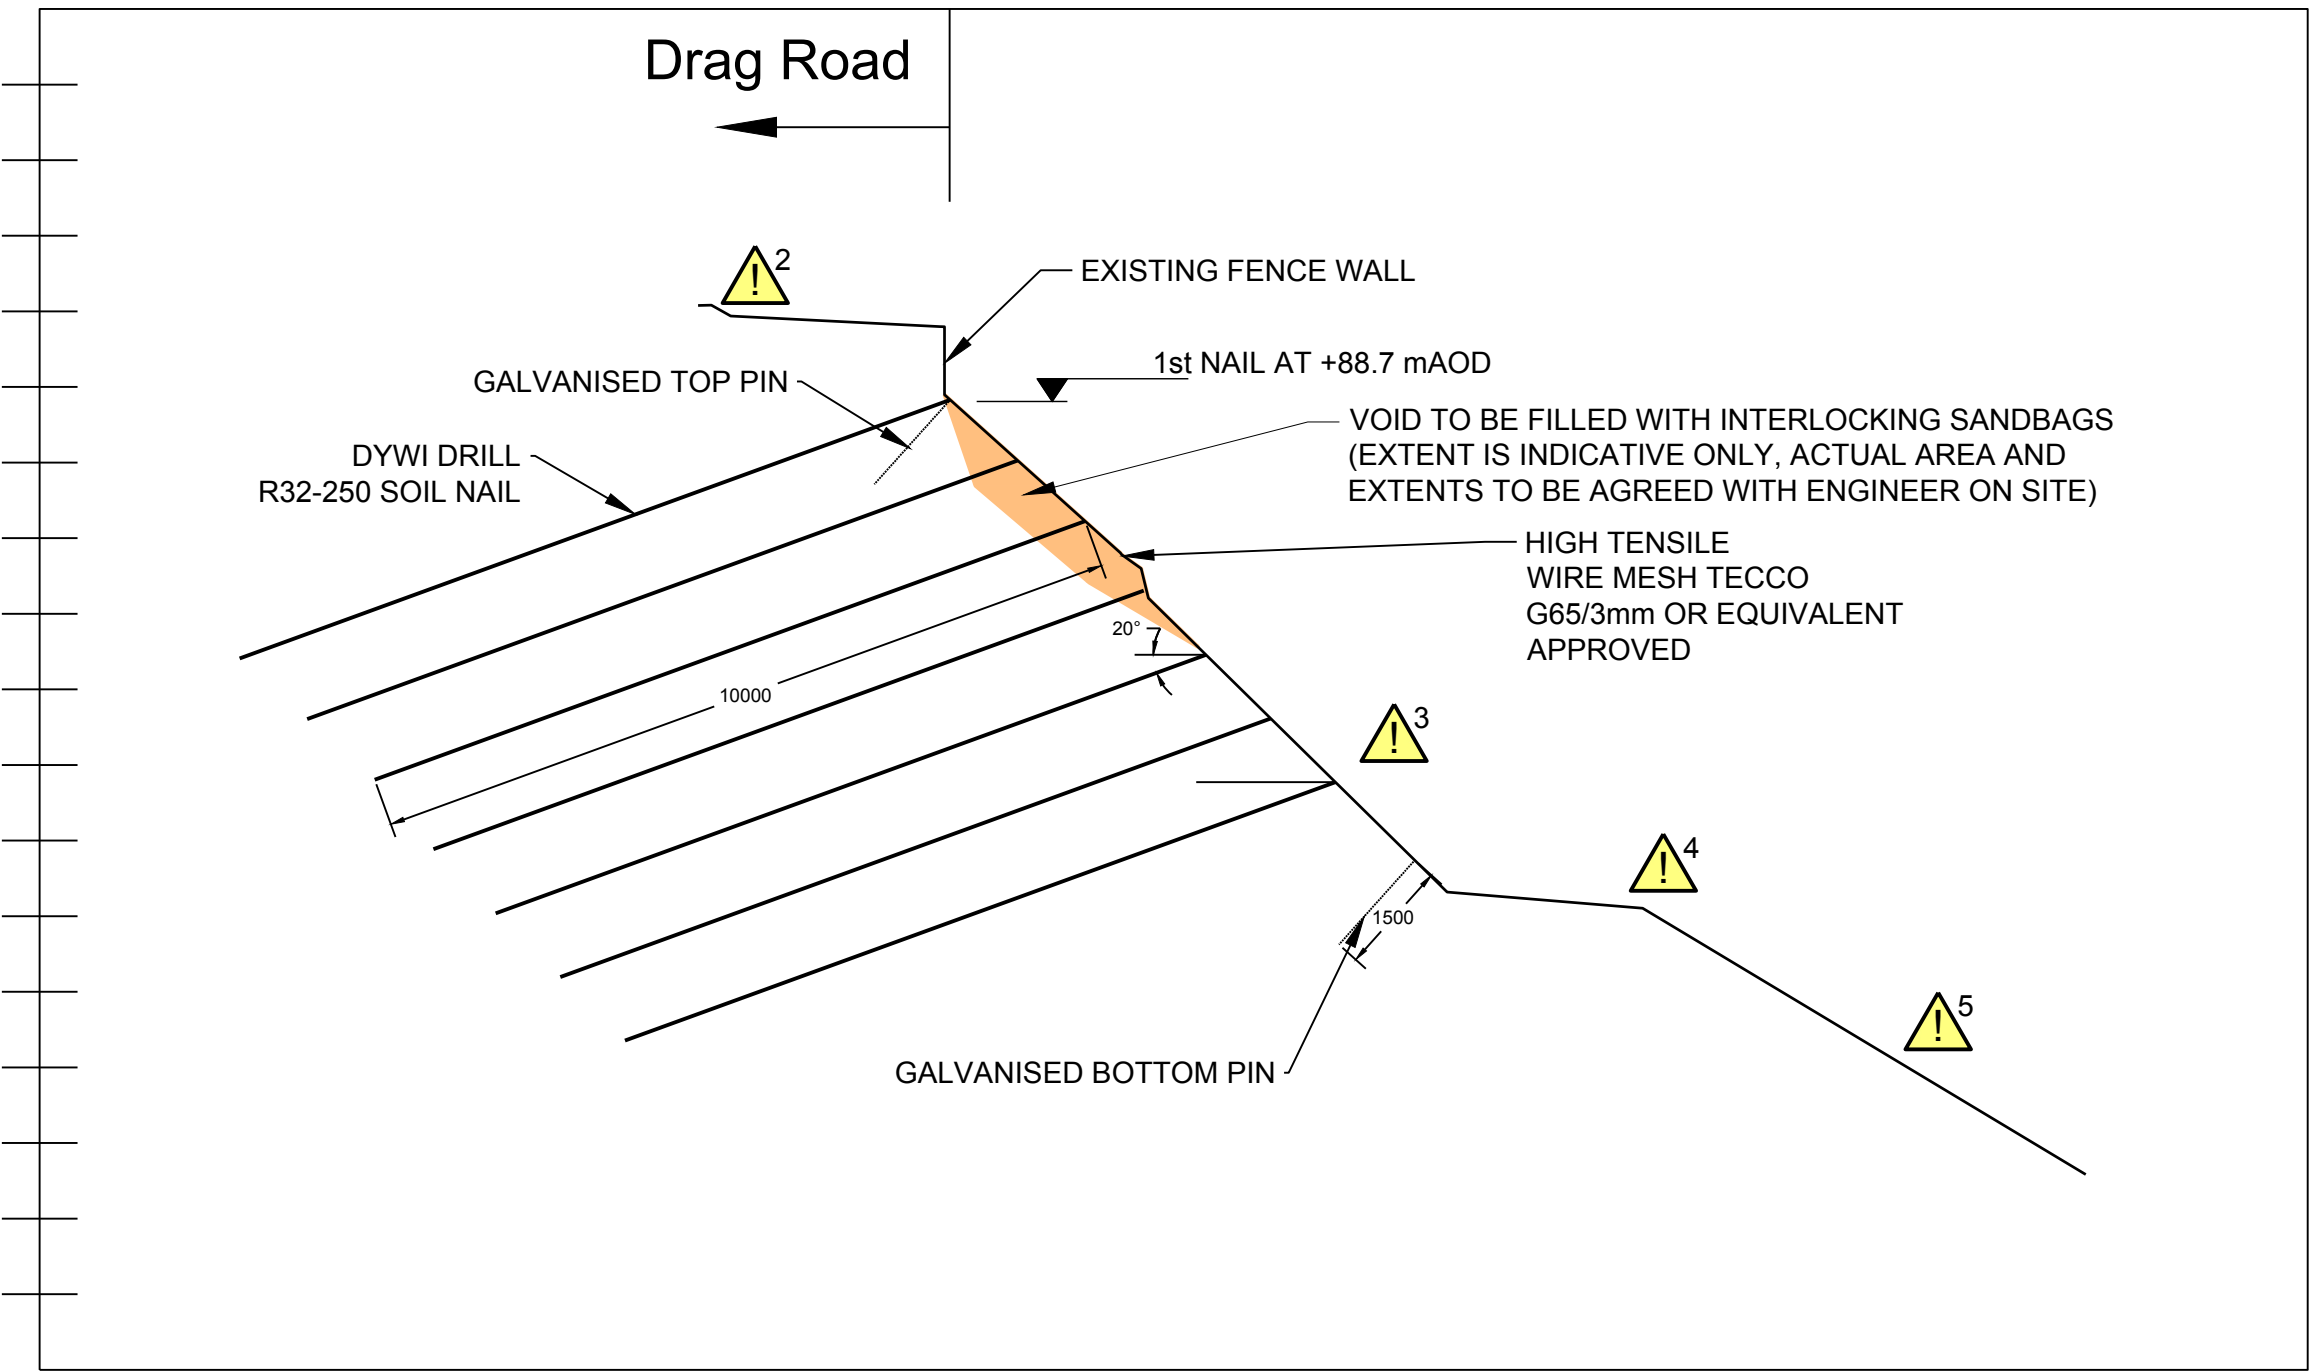 Drag Road
! 2
EXISTING FENCE WALL
1st NAIL AT +88.7 mAOD
GALVANISED TOP PIN
VOID TO BE FILLED WITH INTERLOCKING SANDBAGS
(EXTENT IS INDICATIVE ONLY, ACTUAL AREA AND
EXTENTS TO BE AGREED WITH ENGINEER ON SITE)
DYWI DRILL
R32-250 SOIL NAIL
HIGH TENSILE
WIRE MESH TECCO
G65/3mm OR EQUIVALENT
APPROVED
20°
10000
! 3
! 4
1500
! 5
GALVANISED BOTTOM PIN